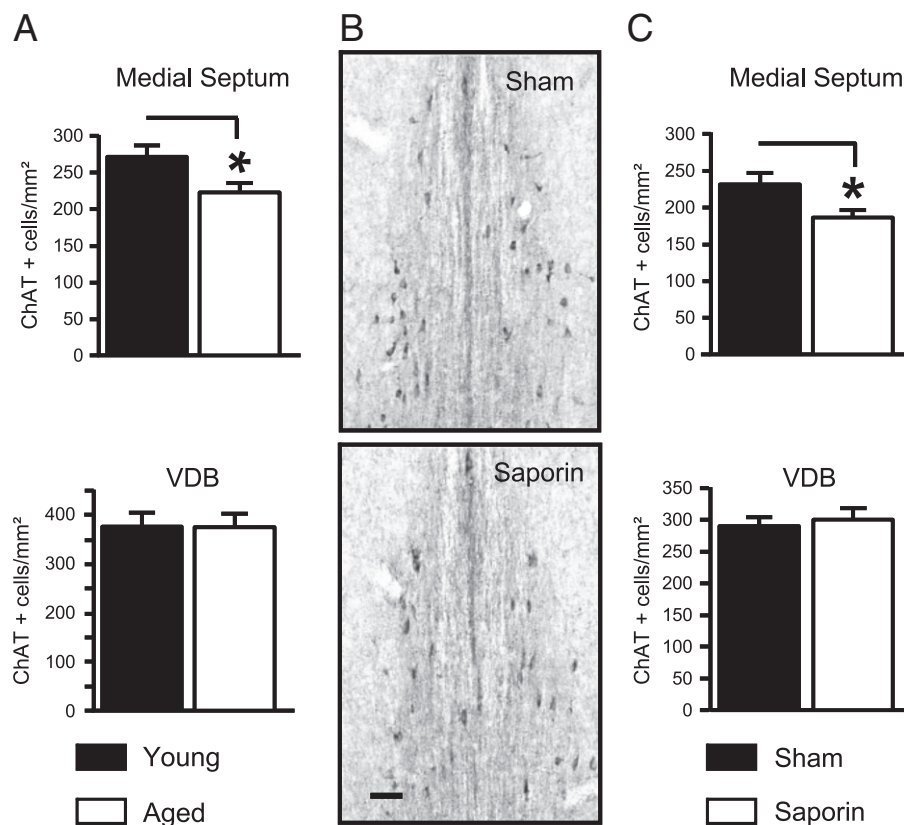 A
Medial Septum
ChAT + cells/mm²
300
250
200
150
100
50
0
*
VDB
ChAT + cells/mm²
400
300
200
100
0
Young
Aged
B
Sham
Saporin
C
Medial Septum
ChAT + cells/mm²
300
250
200
150
100
50
0
*
VDB
ChAT + cells/mm²
350
300
250
200
150
100
50
0
Sham
Saporin